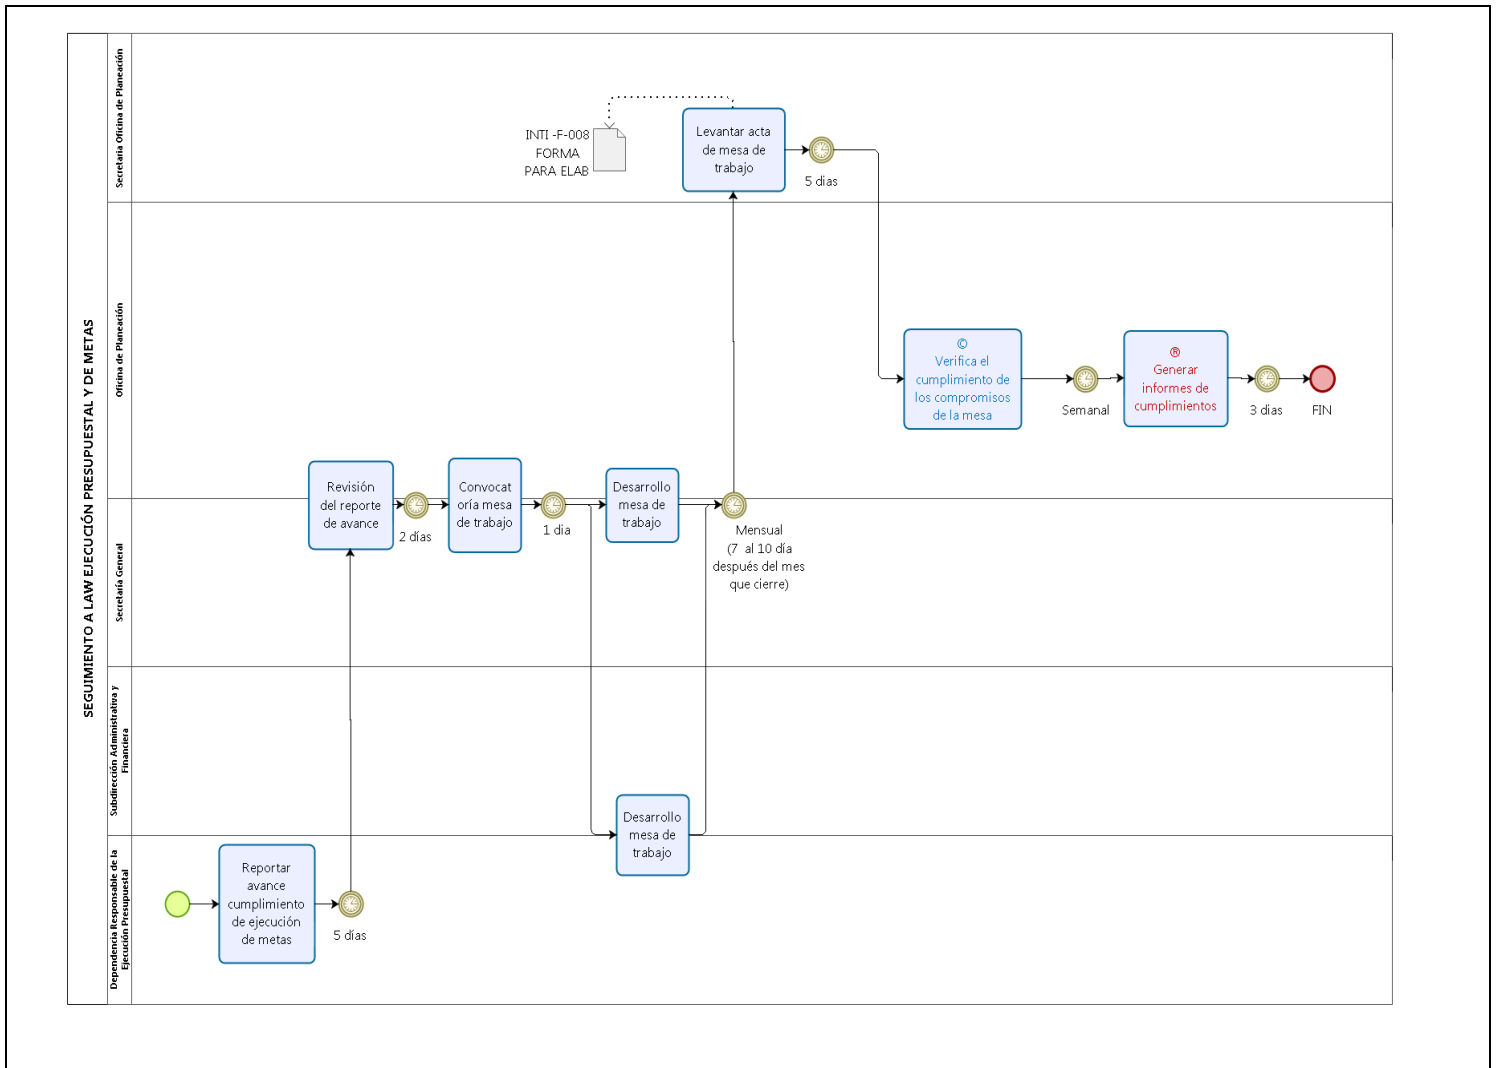 SEGUIMIENTO A LAW EJECUCIÓN PRESUPUESTAL Y DE METAS
Secretaria Oficina de Planeación
INTI -F-008
FORMA
PARA ELAB
Levantar acta
de mesa de
trabajo
5 dias
Oficina de Planeación
©
Verifica el
cumplimiento de
los compromisos
de la mesa
Semanal
®
Generar
informes de
cumplimientos
3 dias
FIN
Revisión
del reporte
de avance
2 días
Convocat
oría mesa
de trabajo
1 dia
Desarrollo
mesa de
trabajo
Mensual
(7 al 10 día
después del mes
que cierre)
Secretaría General
Subdirección Administrativa y
Financiera
Desarrollo
mesa de
trabajo
Dependencia Responsable de la
Ejecución Presupuestal
Reportar
avance
cumplimiento
de ejecución
de metas
5 días